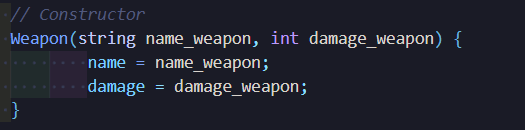 // Constructor
Weapon(string name_weapon, int damage_weapon) {
name = name_weapon;
damage = damage_weapon;
}